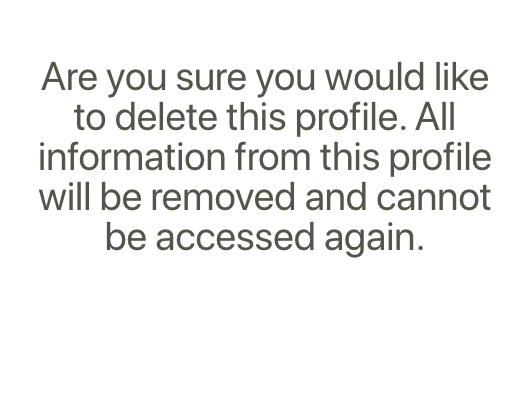 Are you sure you would like
to delete this profile. All
information from this profile
will be removed and cannot
be accessed again.